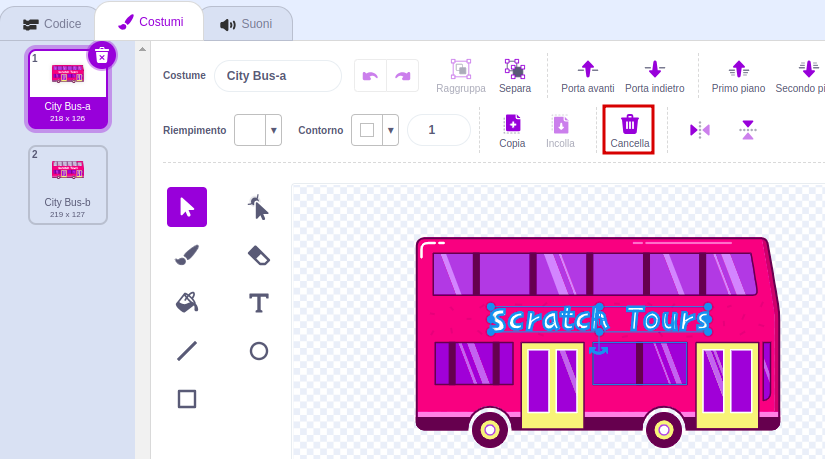 Codice
Costumi
Suoni
1
City Bus-a
218 x 126
2
City Bus-b
219 x 127
Costume
City Bus-a
Raggruppa
Separa
Porta avanti
Porta indietro
Primo piano
Secondo pi
Riempimento
Contorno
1
Copia
Incolla
Cancella
Scratch Tours